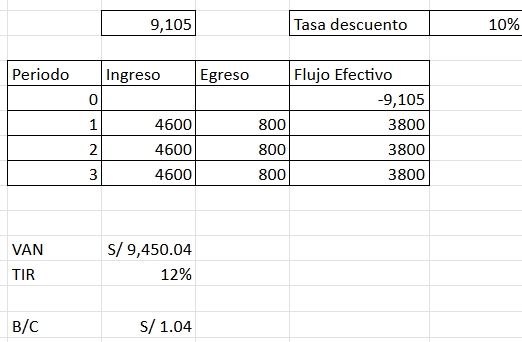 9,105 Tasa descuento 10%
Periodo Ingreso Egreso Flujo Efectivo
0 -9,105
1 4600 800 3800
2 4600 800 3800
3 4600 800 3800
VAN S/ 9,450.04
TIR 12%
B/C S/ 1.04